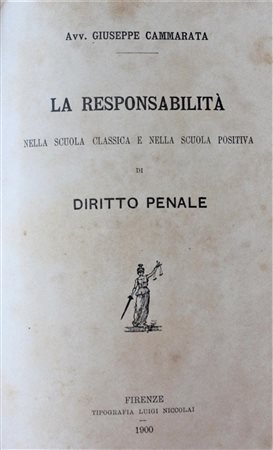 Avv. GIUSEPPE CAMMARATA
LA RESPONSABILITÀ
NELLA SCUOLA CLASSICA E NELLA SCUOLA POSITIVA
DI
DIRITTO PENALE
FIRENZE
TIPOGRAFIA LUIGI NICCOLAI
1900